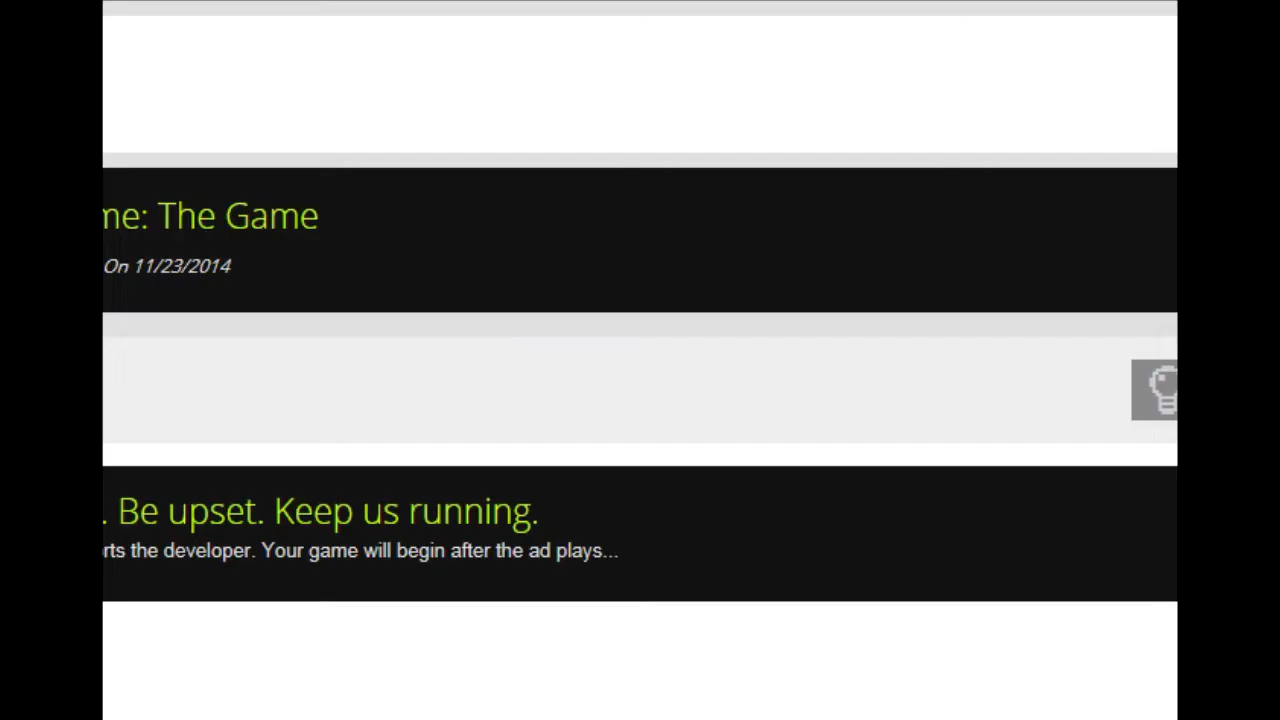 me: The Game
On 11/23/2014
. Be upset. Keep us running.
rts the developer. Your game will begin after the ad plays...